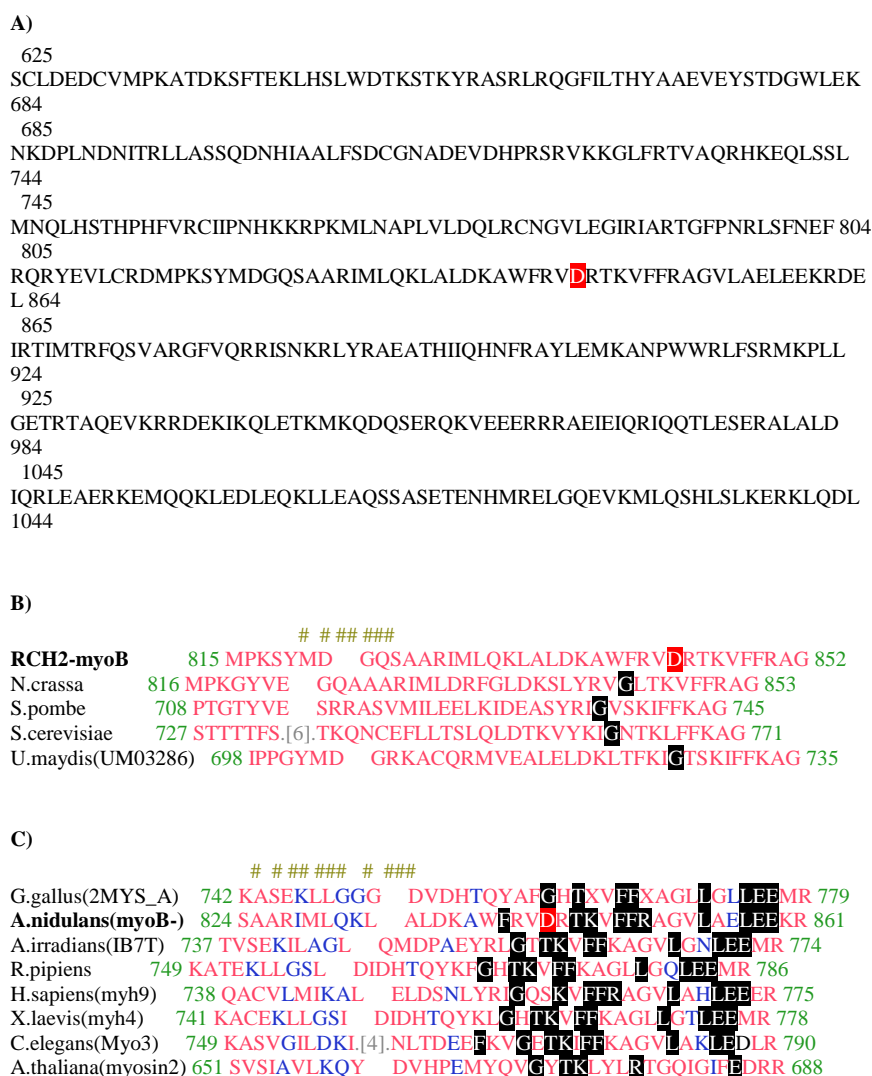 A)
625
SCLDEDCVMPKATDKSFTEKLHSLWDTKSTKYRASRLRQGFILTHYAAEVEYSTDGWLEK
684
685
NKDPLNDNITRLLASSQDNHIAALFSDCGNADEVDHPRSRVKKGLFRTVAQRHKEQLSSL
744
745
MNQLHSTHPHFVRCIIPNHKKRPKMLNAPLVLDQLRCNGVLEGIRIARTGFPNRLSFNEF 804
805
RQRYEVLCRDMPKSYMDGQSAARIMLQKLALDKAWFRVDRTKVFFRAGVLAELEEKRDE
L 864
865
IRTIMTRFQSVARGFVQRRISNKRLYRAEATHIIQHNFRAYLEMKANPWWRLFSRMKPLL
924
925
GETRTAQEVKRRDEKIKQLETKMKQDQSERQKVEEERRRAEIEIQRIQQTLESERALALD
984
1045
IQRLEAERKEMQQKLEDLEQKLLEAQSSASETENHMRELGQEVKMLQSHLSLKERKLQDL
1044
B)
# # ## ###
RCH2-myoB 815 MPKSYMD GQSAARIMLQKLALDKAWFRVDRTKVFFRAG 852
N.crassa 816 MPKGYVE GQAAARIMLDRFGLDKSLYRVGLTKVFFRAG 853
S.pombe 708 PTGTYVE SRRASVMILEELKIDEASYRIGVSKIFFKAG 745
S.cerevisiae 727 STTTTFS.[6].TKQNCEFLLTSLQLDTKVYKIGNTKLFFKAG 771
U.maydis(UM03286) 698 IPPGYMD GRKACQRMVEALELDKLTFKIGTSKIFFKAG 735
C)
# # ## ### # ###
G.gallus(2MYS_A) 742 KASEKLLGGG DVDHTQYAFGHTXVFFXAGLLGLLEEMR 779
A.nidulans(myoB-) 824 SAARIMLQKL ALDKAWFRVDRTKVFFRAGVLAELEEKR 861
A.irradians(IB7T) 737 TVSEKILAGL QMDPAEYRLGTTKVFFKAGVLGNLEEMR 774
R.pipiens 749 KATEKLLGSL DIDHTQYKFGHTKVFFKAGLLGQLEEMR 786
H.sapiens(myh9) 738 QACVLMIKAL ELDSNLYRIGQSKVFFRAGVLAHLEEER 775
X.laevis(myh4) 741 KACEKLLGSI DIDHTQYKLGHTKVFFKAGLLGTLEEMR 778
C.elegans(Myo3) 749 KASVGILDKI.[4].NLTDEEFKVGETKIFFKAGVLAKLEDLR 790
A.thaliana(myosin2) 651 SVSIAVLKQY DVHPEMYQVGYTKLYLRTGQIGIFEDRR 688